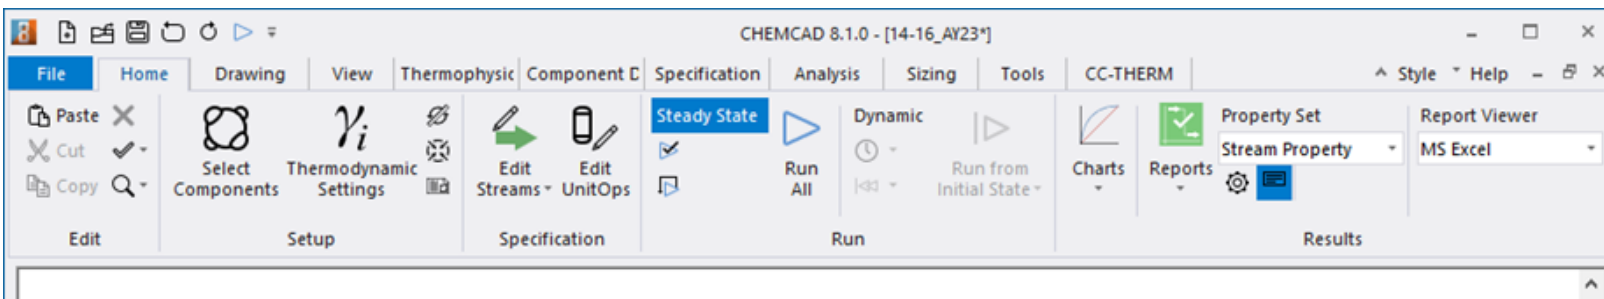 8 CHEMCAD 8.1.0 - [14-16_AY23*]
File Home Drawing View Thermophysic Component D Specification Analysis Sizing Tools CC-THERM Style Help
Paste Steady State Dynamic Property Set Report Viewer
Cut Select Thermodynamic Edit Edit Run Run from Charts Reports Stream Property MS Excel
Copy Components Settings Streams UnitOps All Initial State
γi
Edit Setup Specification Run Results